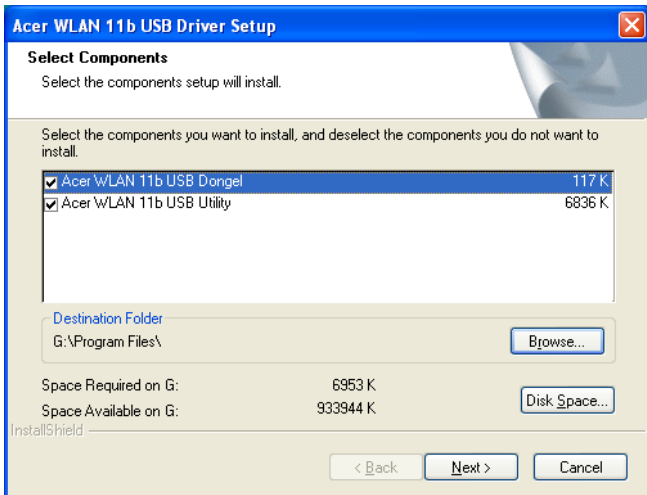 Acer WLAN 11b USB Driver Setup
Select Components
Select the components setup will install.
Select the components you want to install, and deselect the components you do not want to
install.
Acer WLAN 11b USB Dongel 117 K
Acer WLAN 11b USB Utility 6836 K
Destination Folder
G:\Program Files\
Browse...
Space Required on G: 6953 K
Space Available on G: 933944 K
Disk Space...
InstallShield
< Back Next > Cancel